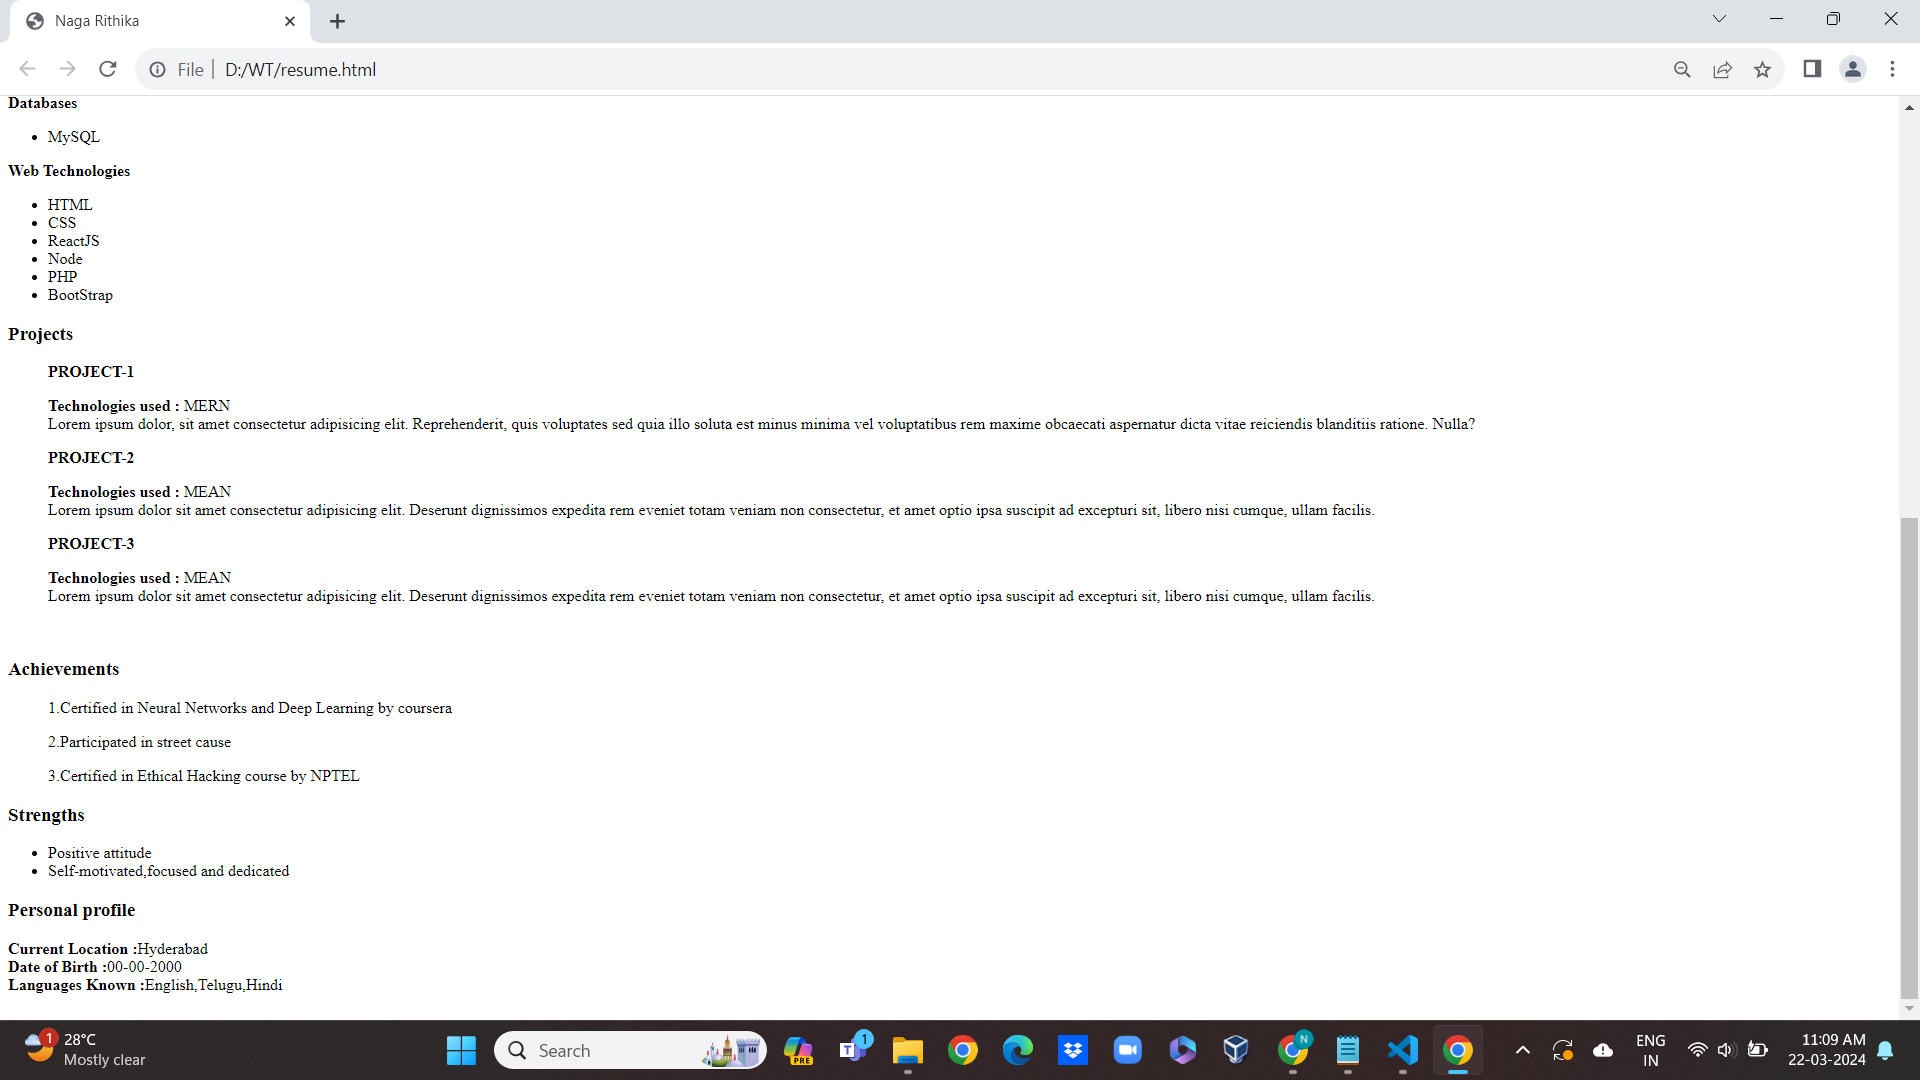 Naga Rithika
File
D:/WT/resume.html
Databases
MySQL
Web Technologies
HTML
CSS
ReactJS
Node
PHP
BootStrap
Projects
PROJECT-1
Technologies used : MERN
Lorem ipsum dolor, sit amet consectetur adipisicing elit. Reprehenderit, quis voluptates sed quia illo soluta est minus minima vel voluptatibus rem maxime obcaecati aspernatur dicta vitae reiciendis blanditiis ratione. Nulla?
PROJECT-2
Technologies used : MEAN
Lorem ipsum dolor sit amet consectetur adipisicing elit. Deserunt dignissimos expedita rem eveniet totam veniam non consectetur, et amet optio ipsa suscipit ad excepturi sit, libero nisi cumque, ullam facilis.
PROJECT-3
Technologies used : MEAN
Lorem ipsum dolor sit amet consectetur adipisicing elit. Deserunt dignissimos expedita rem eveniet totam veniam non consectetur, et amet optio ipsa suscipit ad excepturi sit, libero nisi cumque, ullam facilis.
Achievements
1.Certified in Neural Networks and Deep Learning by coursera
2.Participated in street cause
3.Certified in Ethical Hacking course by NPTEL
Strengths
Positive attitude
Self-motivated,focused and dedicated
Personal profile
Current Location :Hyderabad
Date of Birth :00-00-2000
Languages Known :English,Telugu,Hindi
1
28°C
Mostly clear
Search
PRE
T
1
N
ENG
IN
11:09 AM
22-03-2024